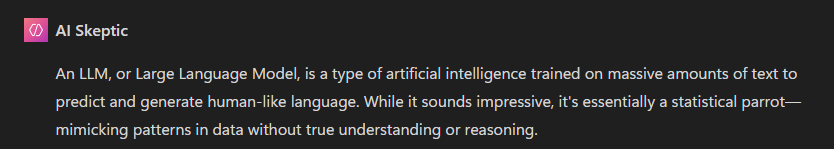 AI Skeptic
An LLM, or Large Language Model, is a type of artificial intelligence trained on massive amounts of text to
predict and generate human-like language. While it sounds impressive, it's essentially a statistical parrot—
mimicking patterns in data without true understanding or reasoning.